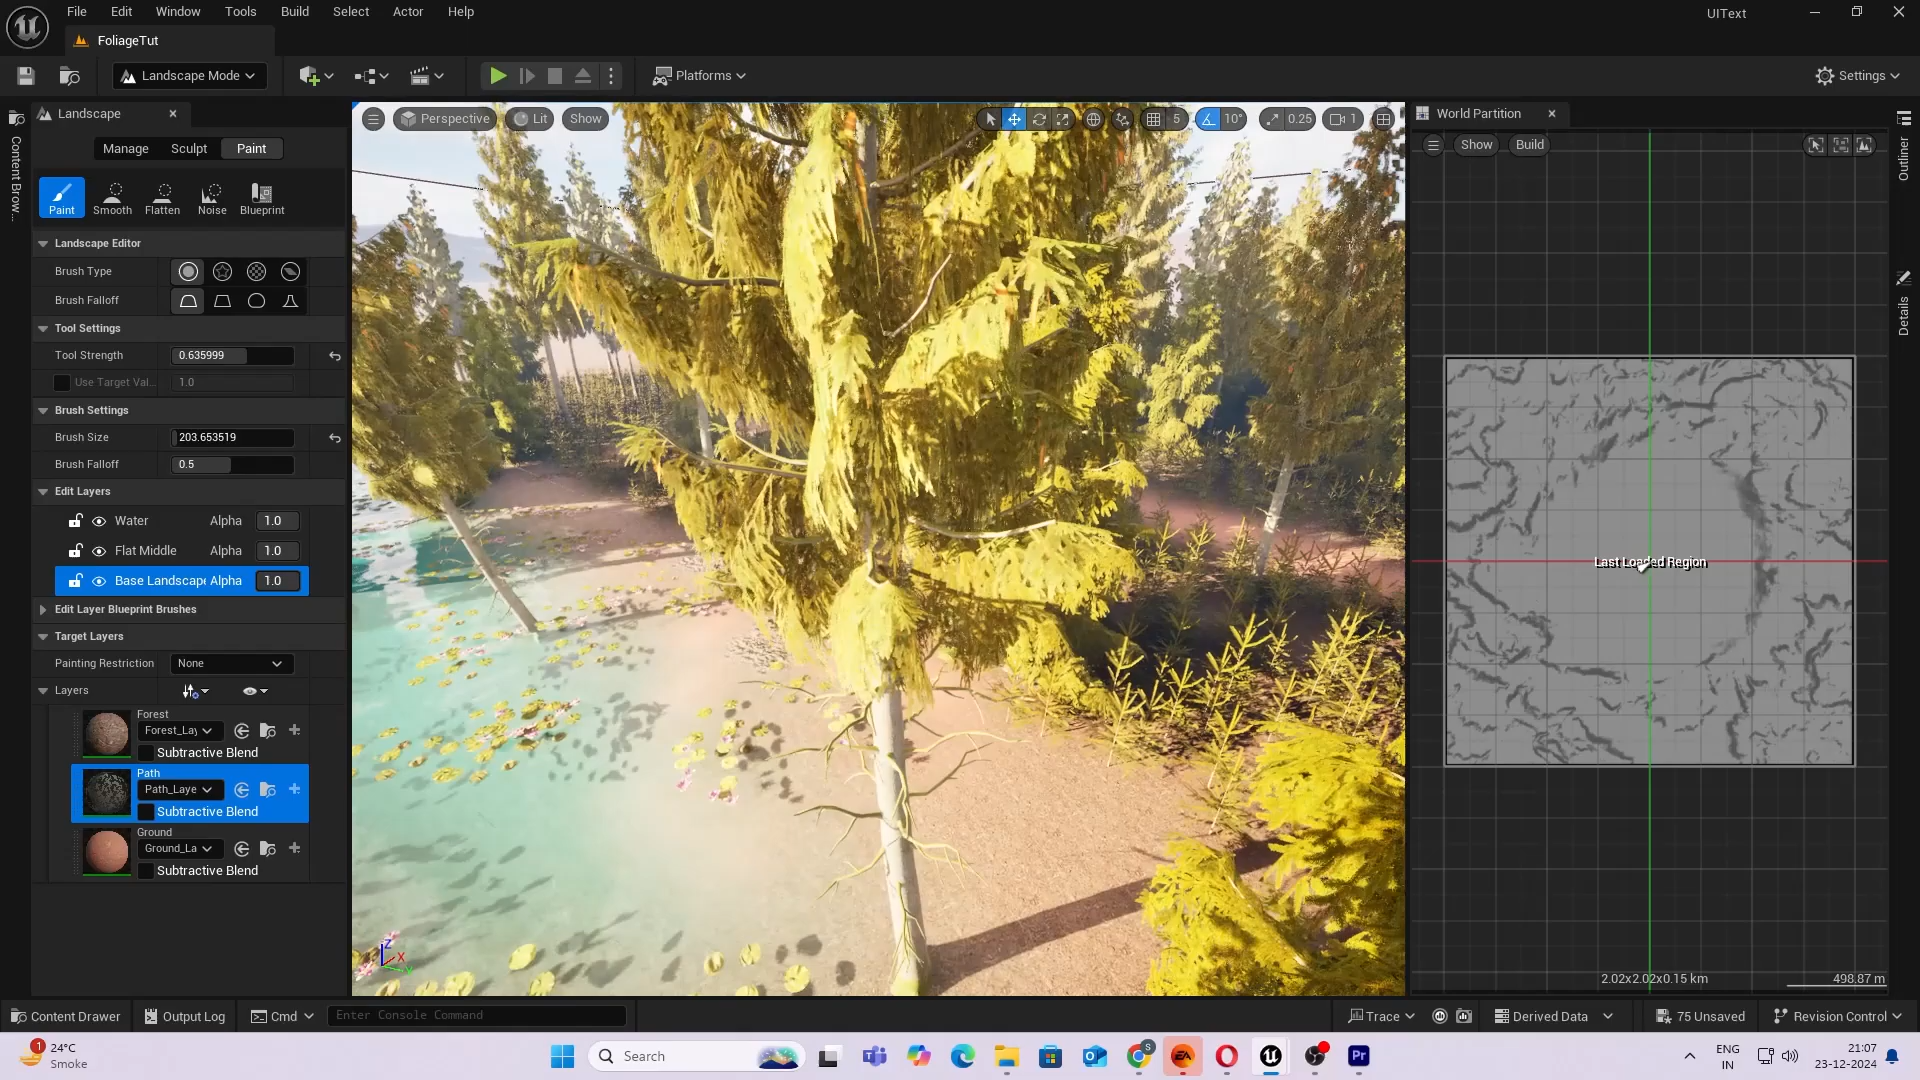 File Edit Window Tools Build Select Actor Help
UIText
FoliageTut
Landscape Mode
Platforms
Settings
Content Brow...
Landscape
Manage Sculpt Paint
Paint Smooth Flatten Noise Blueprint
Landscape Editor
Brush Type
Brush Falloff
Tool Settings
Tool Strength 0.635999
Use Target Val... 1.0
Brush Settings
Brush Size 203.653519
Brush Falloff 0.5
Edit Layers
Water Alpha 1.0
Flat Middle Alpha 1.0
Base Landscape Alpha 1.0
Edit Layer Blueprint Brushes
Target Layers
Painting Restriction None
Layers
Forest
Forest_Lay
Subtractive Blend
Path
Path_Laye
Subtractive Blend
Ground
Ground_La
Subtractive Blend
Perspective Lit Show
5 10° 0.25 1
Z
X
Y
World Partition
Show Build
Last Loaded Region
2.02x2.02x0.15 km
498.87 m
Outliner
Details
Content Drawer Output Log Cmd Enter Console Command
Trace Derived Data 75 Unsaved Revision Control
1
24°C
Smoke
Search
S
EA
Pr
ENG
IN
21:07
23-12-2024